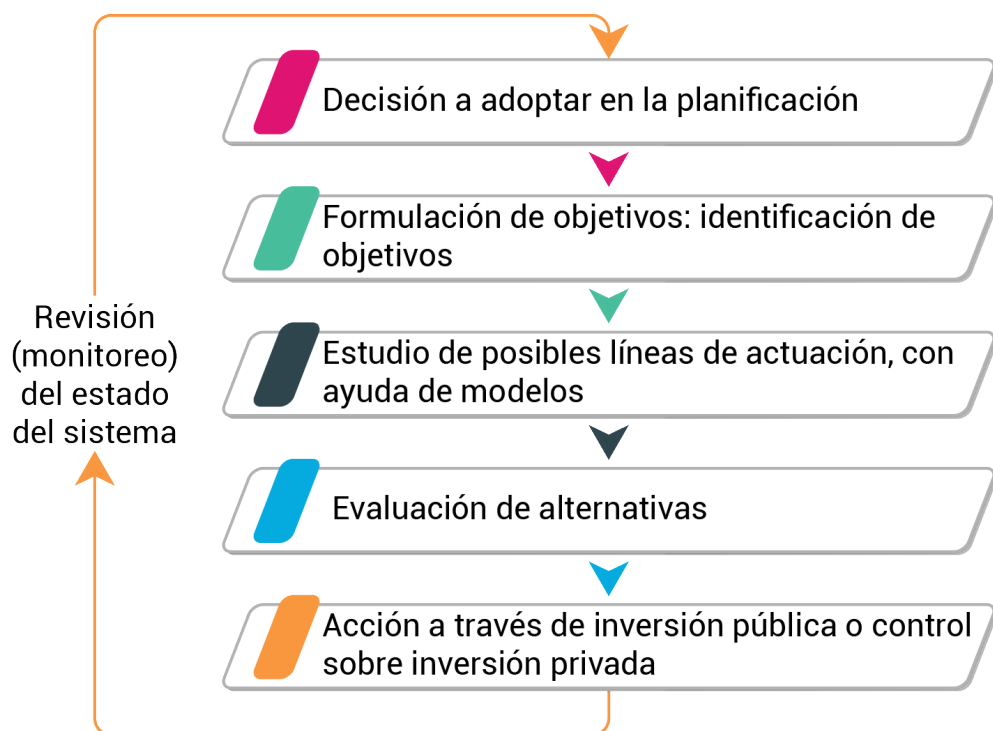 Decisión a adoptar en la planificación
Formulación de objetivos: identificación de
objetivos
Estudio de posibles líneas de actuación, con
ayuda de modelos
Evaluación de alternativas
Acción a través de inversión pública o control
sobre inversión privada
Revisión
(monitoreo)
del estado
del sistema